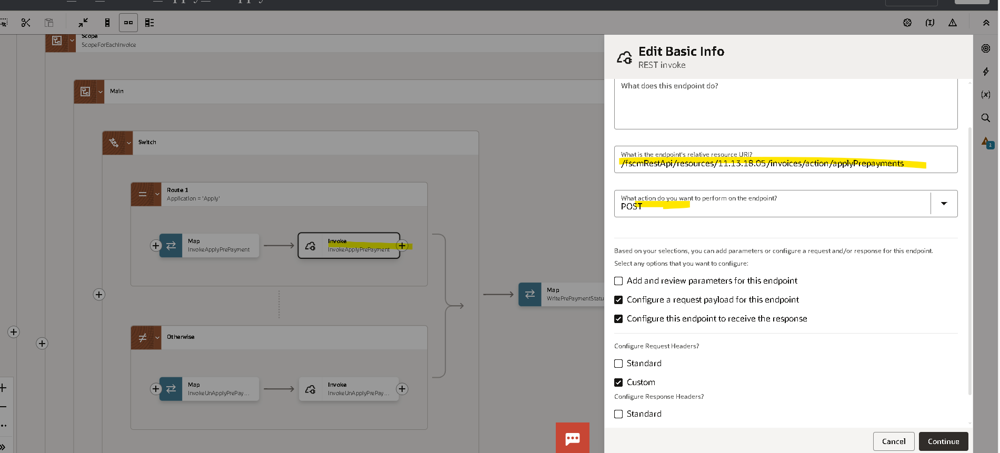 Scope
ScopeForEachInvoice
Main
Switch
Route 1
Application = 'Apply'
Map
InvokeApplyPrePayment
Invoke
InvokeApplyPrePayment
Map
WritePrePaymentStatu
Otherwise
Map
InvokeUnApplyPrePay...
Invoke
InvokeUnApplyPrePay...
Edit Basic Info
REST invoke
What does this endpoint do?
What is the endpoint's relative resource URI?
/fscmRestApi/resources/11.13.18.05/invoices/action/applyPrepayments
What action do you want to perform on the endpoint?
POST
Based on your selections, you can add parameters or configure a request and/or response for this endpoint.
Select any options that you want to configure:
Add and review parameters for this endpoint
Configure a request payload for this endpoint
Configure this endpoint to receive the response
Configure Request Headers?
Standard
Custom
Configure Response Headers?
Standard
Cancel
Continue
2